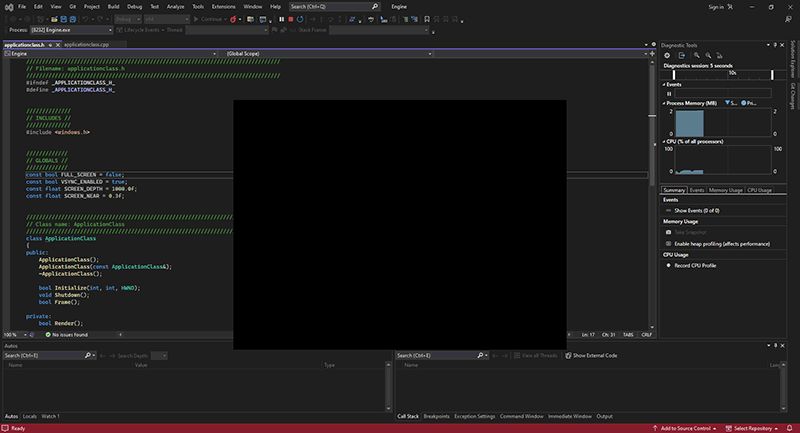 File Edit View Git Project Build Debug Test Analyze Tools Extensions Window Help Search (Ctrl+Q) Engine Sign in
Debug x64 Continue
Process: [8232] Engine.exe Lifecycle Events Thread: Stack Frame:
applicationclass.h applicationclass.cpp
Engine (Global Scope)
////////////////////////////////////////////////////////////////////////////////
// Filename: applicationclass.h
////////////////////////////////////////////////////////////////////////////////
#ifndef _APPLICATIONCLASS_H_
#define _APPLICATIONCLASS_H_
//////////////
// INCLUDES //
//////////////
#include <windows.h>
/////////////
// GLOBALS //
/////////////
const bool FULL_SCREEN = false;
const bool VSYNC_ENABLED = true;
const float SCREEN_DEPTH = 1000.0f;
const float SCREEN_NEAR = 0.3f;
// Class name: ApplicationClass
class ApplicationClass
{
public:
ApplicationClass();
ApplicationClass(const ApplicationClass&);
~ApplicationClass();
bool Initialize(int, int, HWND);
void Shutdown();
bool Frame();
private:
bool Render();
100 % No issues found Ln: 17 Ch: 31 TABS CRLF
Diagnostic Tools
Diagnostics session: 5 seconds
10s
Events
Process Memory (MB) S... Pri...
2 2
0 0
CPU (% of all processors)
100 100
0 0
Summary Events Memory Usage CPU Usage
Events
Show Events (0 of 0)
Memory Usage
Take Snapshot
Enable heap profiling (affects performance)
CPU Usage
Record CPU Profile
Solution Explorer
Git Changes
Autos
Search (Ctrl+E) Search Depth:
Name Value Type
Autos Locals Watch 1
Search (Ctrl+E) View all Threads Show External Code
Name Lang
Call Stack Breakpoints Exception Settings Command Window Immediate Window Output
Ready Add to Source Control Select Repository